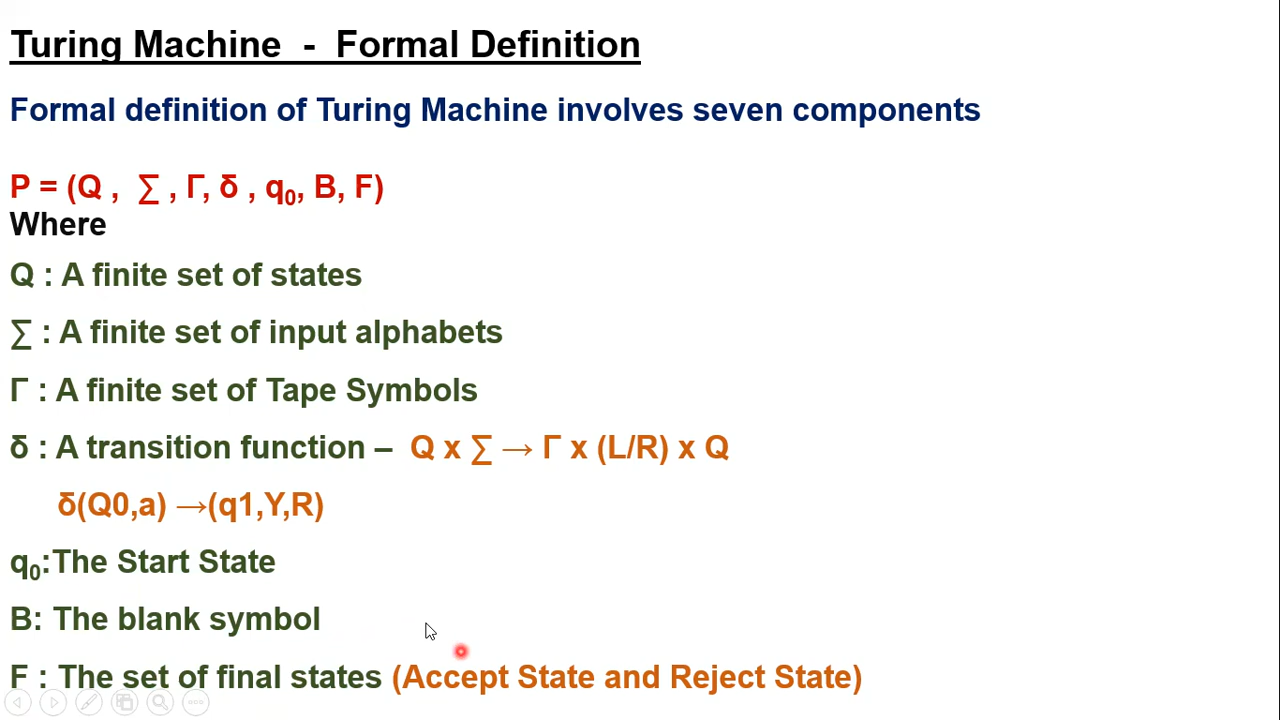 Turing Machine - Formal Definition
Formal definition of Turing Machine involves seven components
P = (Q , ∑ , Γ, δ , q₀, B, F)
Where
Q : A finite set of states
∑ : A finite set of input alphabets
Γ : A finite set of Tape Symbols
δ : A transition function – Q x ∑ → Γ x (L/R) x Q
δ(Q0,a) →(q1,Y,R)
q₀:The Start State
B: The blank symbol
F : The set of final states (Accept State and Reject State)